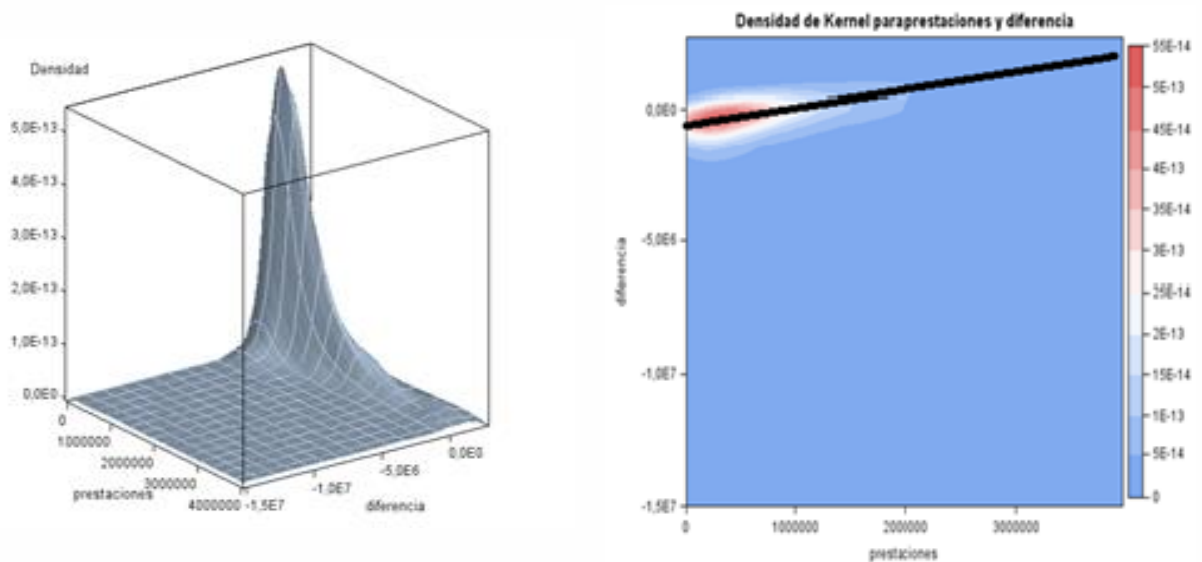 Densidad
5,0E-13
4,0E-13
3,0E-13
2,0E-13
1,0E-13
0,0E0
0
1000000
2000000
3000000
4000000
prestaciones
-1,5E7
-1,0E7
-5,0E6
0,0E0
diferencia
Densidad de Kernel paraprestaciones y diferencia
0,0E0
-5,0E6
-1,0E7
-1,5E7
diferencia
0
1000000
2000000
3000000
prestaciones
55E-14
5E-13
45E-14
4E-13
35E-14
3E-13
25E-14
2E-13
15E-14
1E-13
5E-14
0